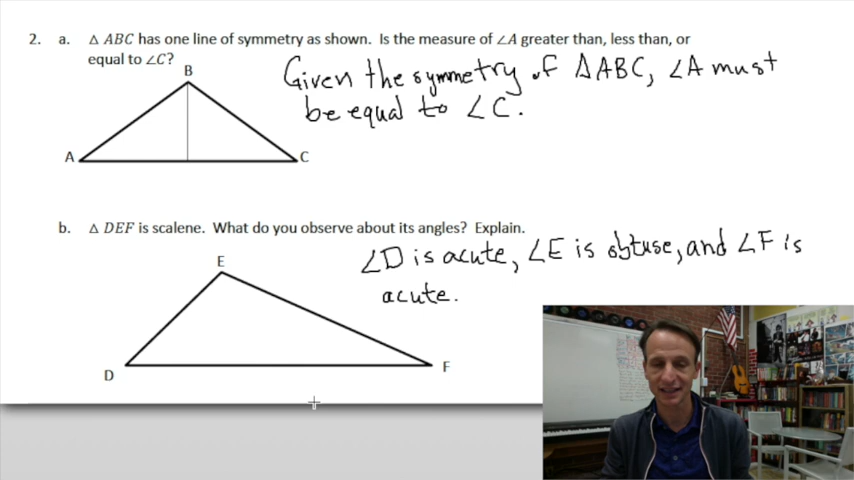 2. a. △ ABC has one line of symmetry as shown. Is the measure of ∠A greater than, less than, or
equal to ∠C?
Given the symmetry of △ABC, ∠A must
be equal to ∠C.
B
A
C
b. △ DEF is scalene. What do you observe about its angles? Explain.
∠D is acute, ∠E is obtuse, and ∠F is
acute.
E
D
F